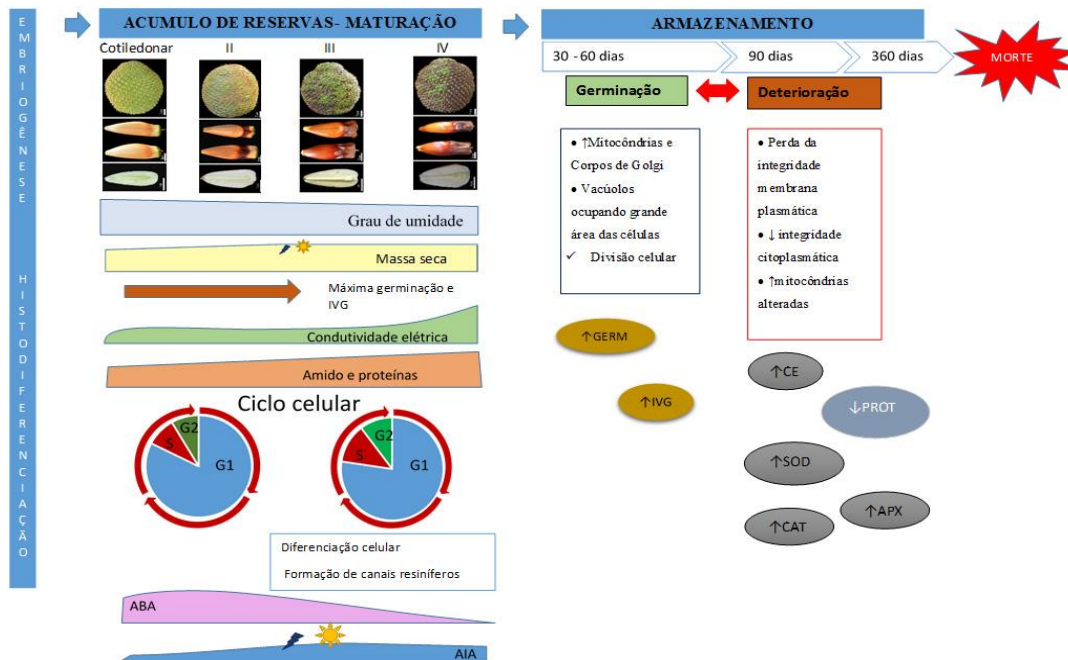 EMBRIOGÊNESE
HISTODIFERENCIAÇÃO
ACUMULO DE RESERVAS- MATURAÇÃO
Cotiledonar
II
III
IV
Grau de umidade
Massa seca
Máxima germinação e
IVG
Condutividade elétrica
Amido e proteínas
Ciclo celular
G2
S
G1
G2
S
G1
Diferenciação celular
Formação de canais resiníferos
ABA
AIA
ARMAZENAMENTO
30 - 60 dias
90 dias
360 dias
MORTE
Germinação
Deterioração
• ↑Mitocôndrias e
Corpos de Golgi
• Vacúolos
ocupando grande
área das células
✓ Divisão celular
• Perda da
integridade
membrana
plasmática
• ↓ integridade
citoplasmática
• ↑mitocôndrias
alteradas
↑GERM
↑IVG
↑CE
↓PROT
↑SOD
↑APX
↑CAT